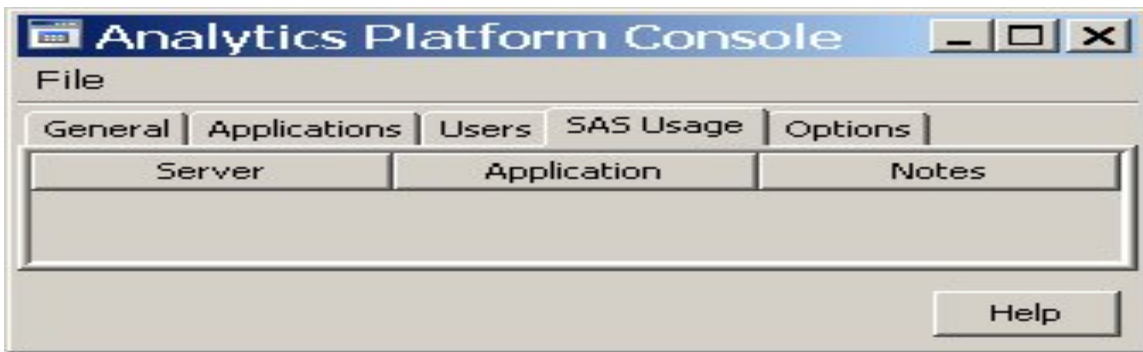 Analytics Platform Console
File
General Applications Users SAS Usage Options
Server Application Notes
Help